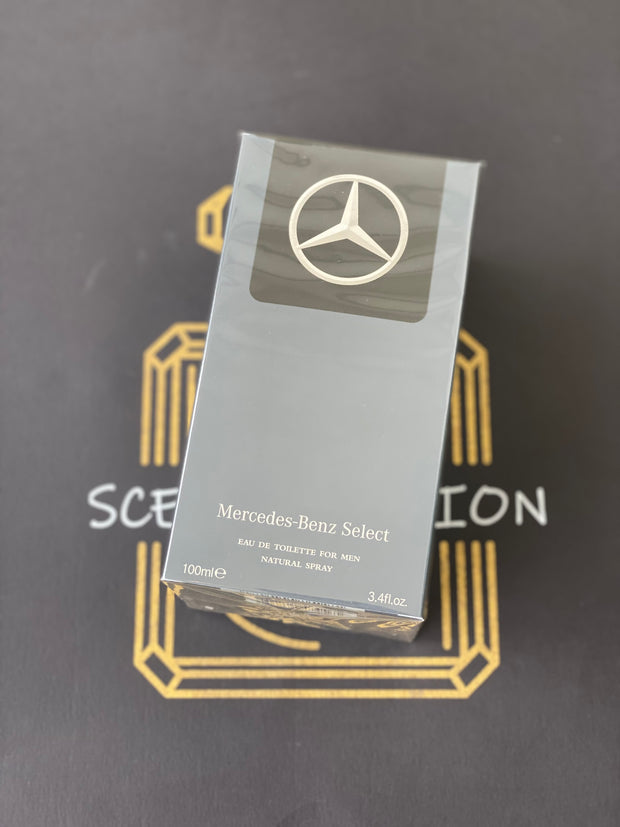 Mercedes-Benz Select
EAU DE TOILETTE FOR MEN
NATURAL SPRAY
100ml℮ 3.4fl.oz.